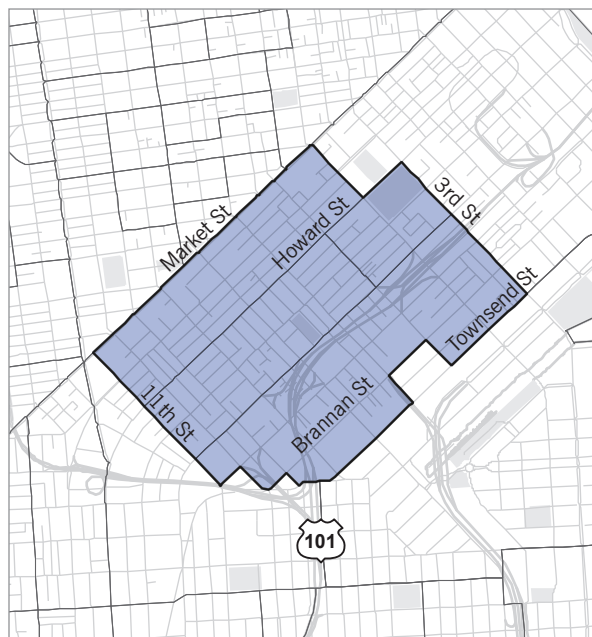 Market St
Howard St
3rd St
Townsend St
11th St
Brannan St
101